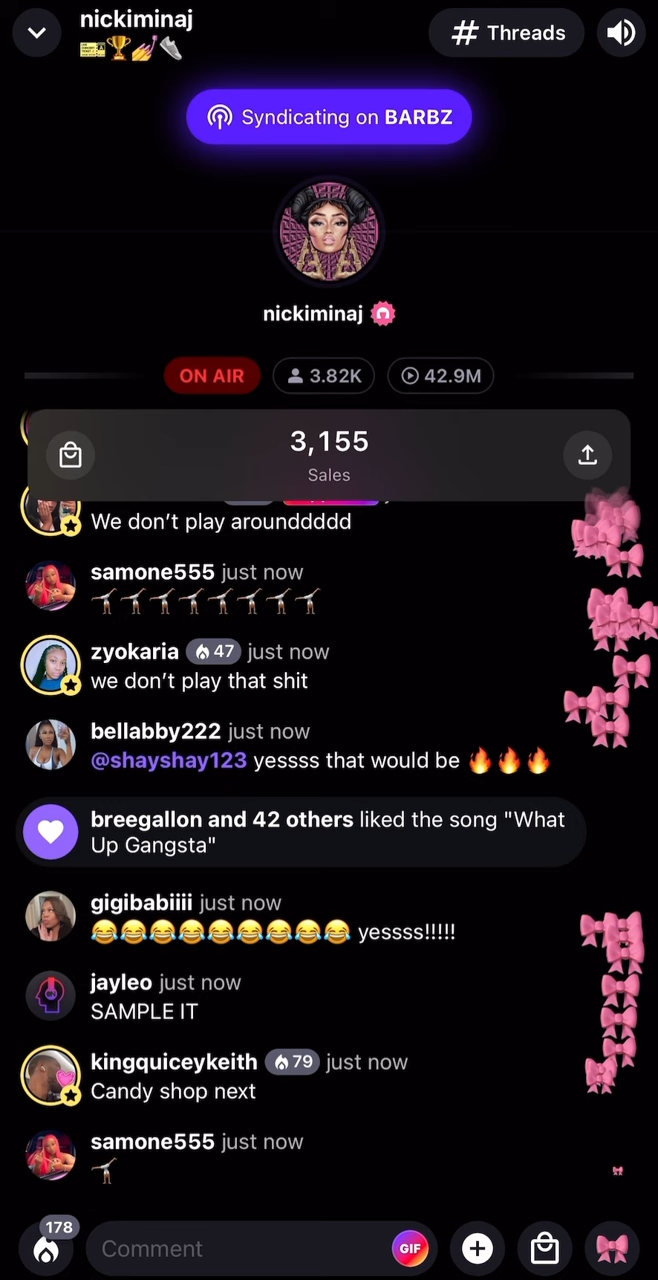 nickiminaj
🎫🏆💅👟
# Threads
Syndicating on BARBZ
nickiminaj
ON AIR
3.82K
42.9M
3,155
Sales
We don’t play arounddddd
samone555 just now
🤸🤸🤸🤸🤸🤸🤸🤸
zyokaria 47 just now
we don’t play that shit
bellabby222 just now
@shayshay123 yessss that would be 🔥🔥🔥
breegallon and 42 others liked the song "What
Up Gangsta"
gigibabiiii just now
😂😂😂😂😂😂😂😂😂 yessss!!!!!
jayleo just now
SAMPLE IT
kingquiceykeith 79 just now
Candy shop next
samone555 just now
🤸
178
Comment
GIF